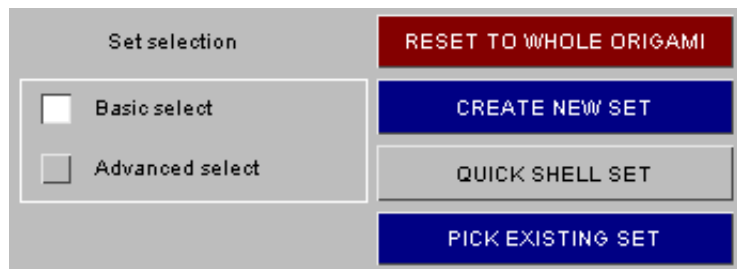 Set selection
RESET TO WHOLE ORIGAMI
Basic select
CREATE NEW SET
Advanced select
QUICK SHELL SET
PICK EXISTING SET